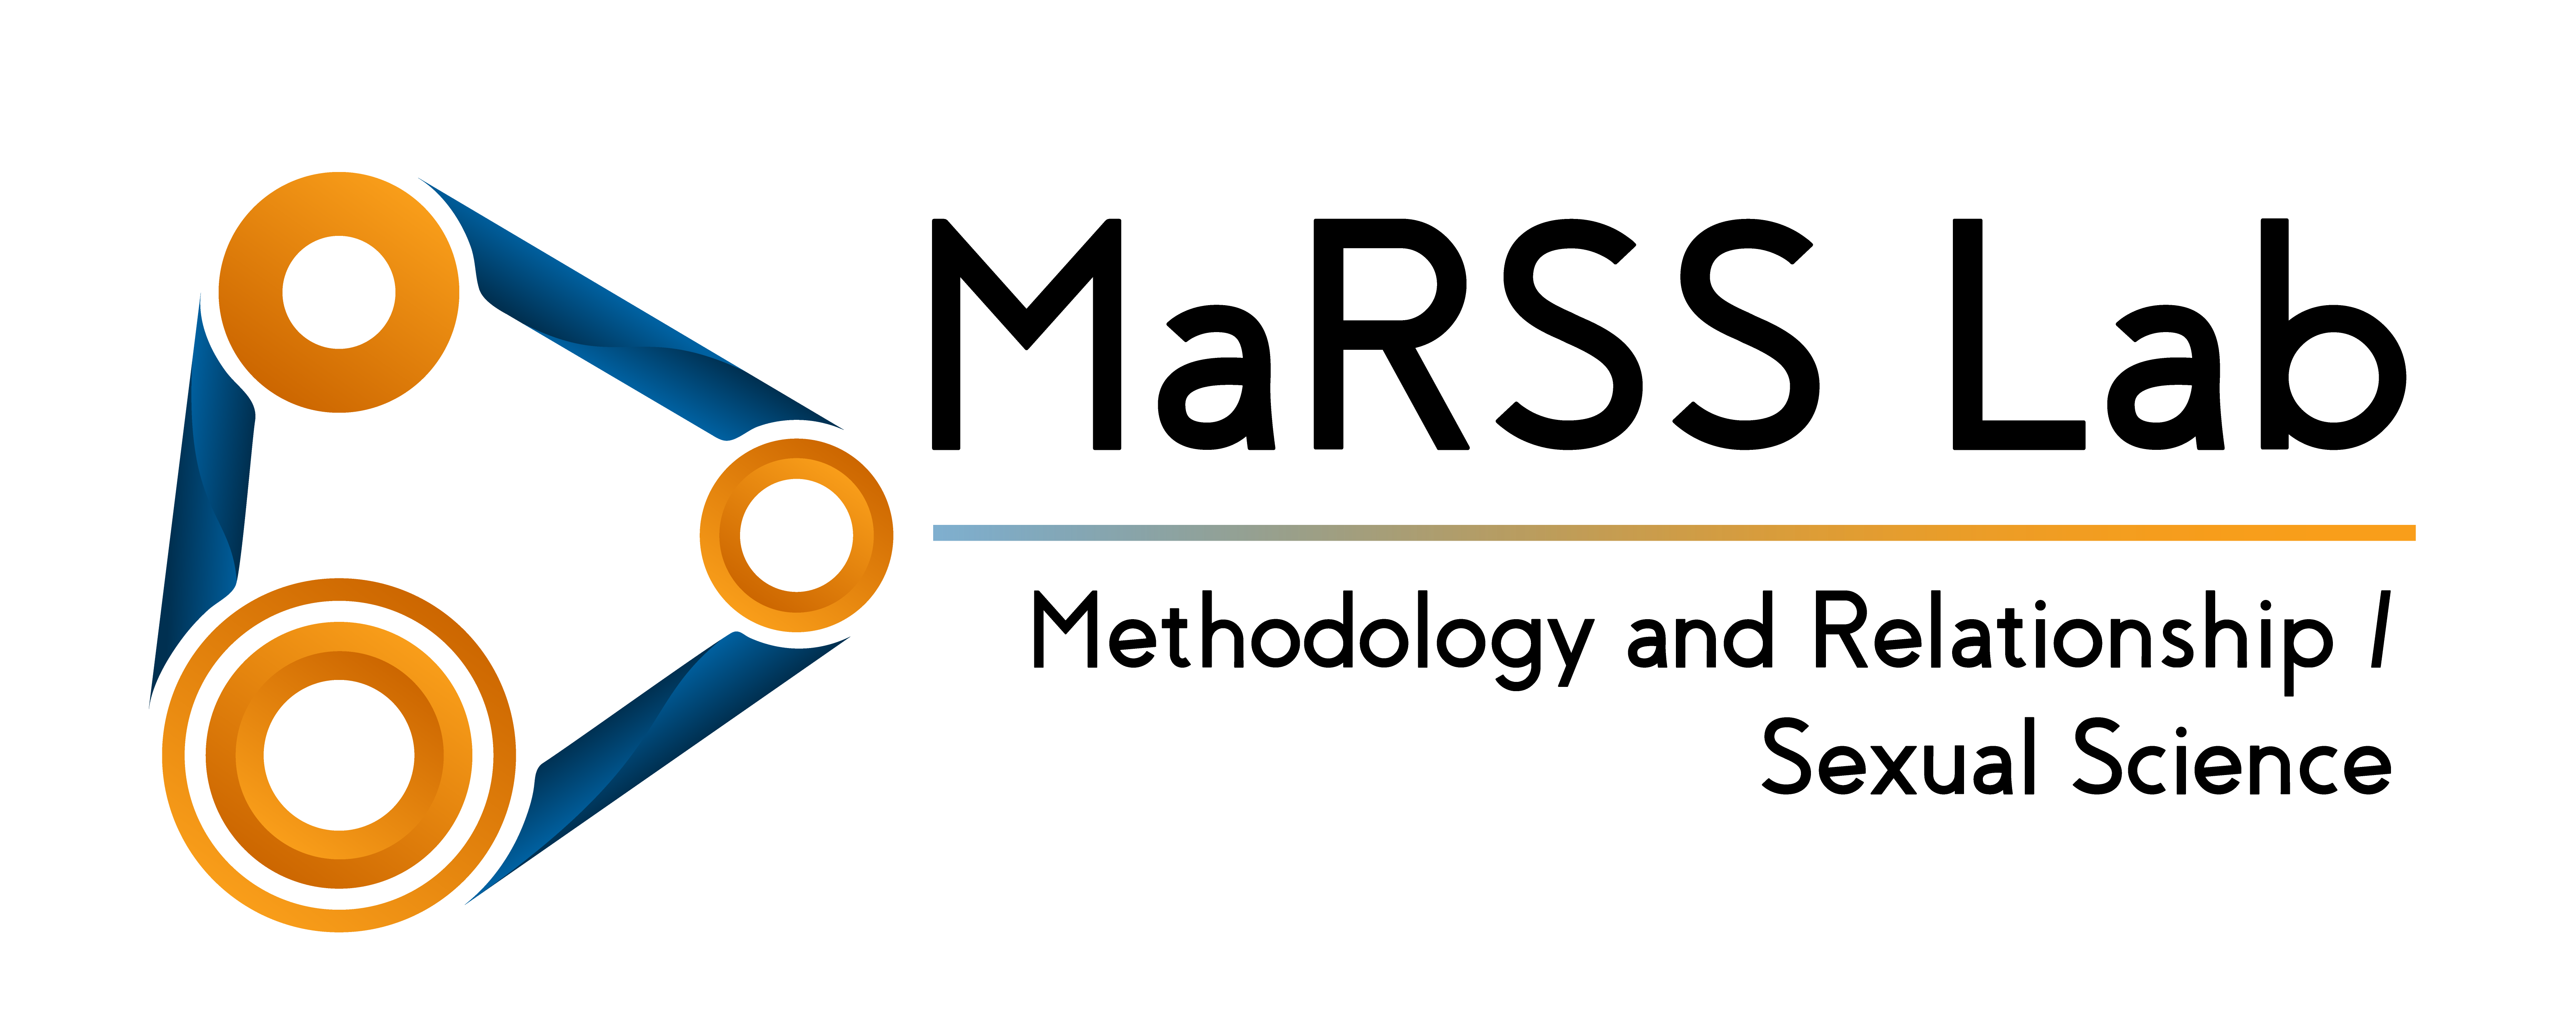 MaRSS Lab
Methodology and Relationship /
Sexual Science